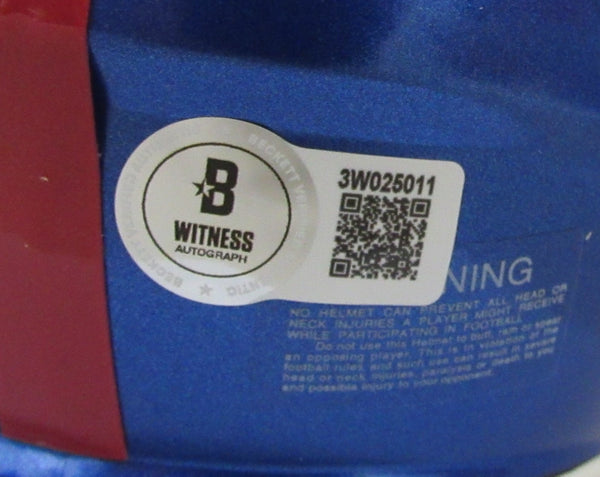 BECKETT
B
WITNESS
AUTOGRAPH
3W025011
NING
NO HELMET CAN PREVENT ALL HEAD OR
NECK INJURIES A PLAYER MIGHT RECEIVE
WHILE PARTICIPATING IN FOOTBALL.
Do not use this Helmet to butt, ram or spear
an opposing player. This is in violation of the
football rules and such use can result in severe
head or neck injuries, paralysis or death to you
and possible injury to your opponent.